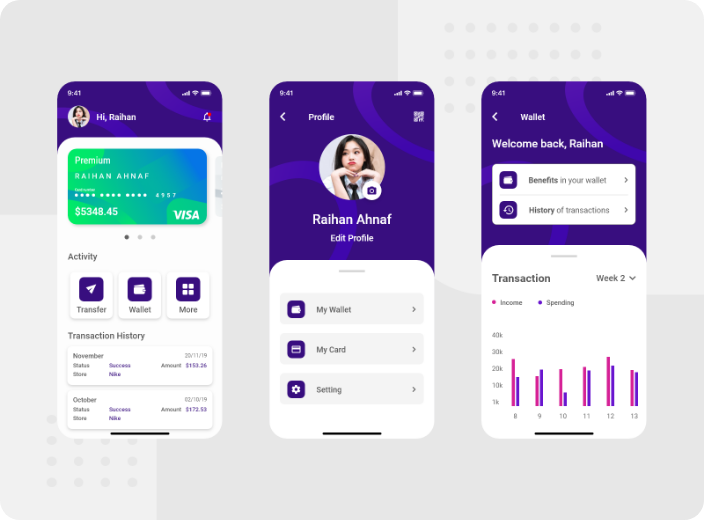 9:41
Hi, Raihan
Premium
RAIHAN AHNAF
•••• •••• •••• 4557
$5348.45
VISA
Activity
Transfer
Wallet
More
Transaction History
November 20/11/19
Status Success Amount $153.26
Store Nike
October 02/10/19
Status Success Amount $172.53
Store Nike
9:41
Profile
Raihan Ahnaf
Edit Profile
My Wallet
My Card
Setting
9:41
Wallet
Welcome back, Raihan
Benefits in your wallet
History of transactions
Transaction Week 2
Income Spending
40k
30k
20k
10k
1k
8 9 10 11 12 13